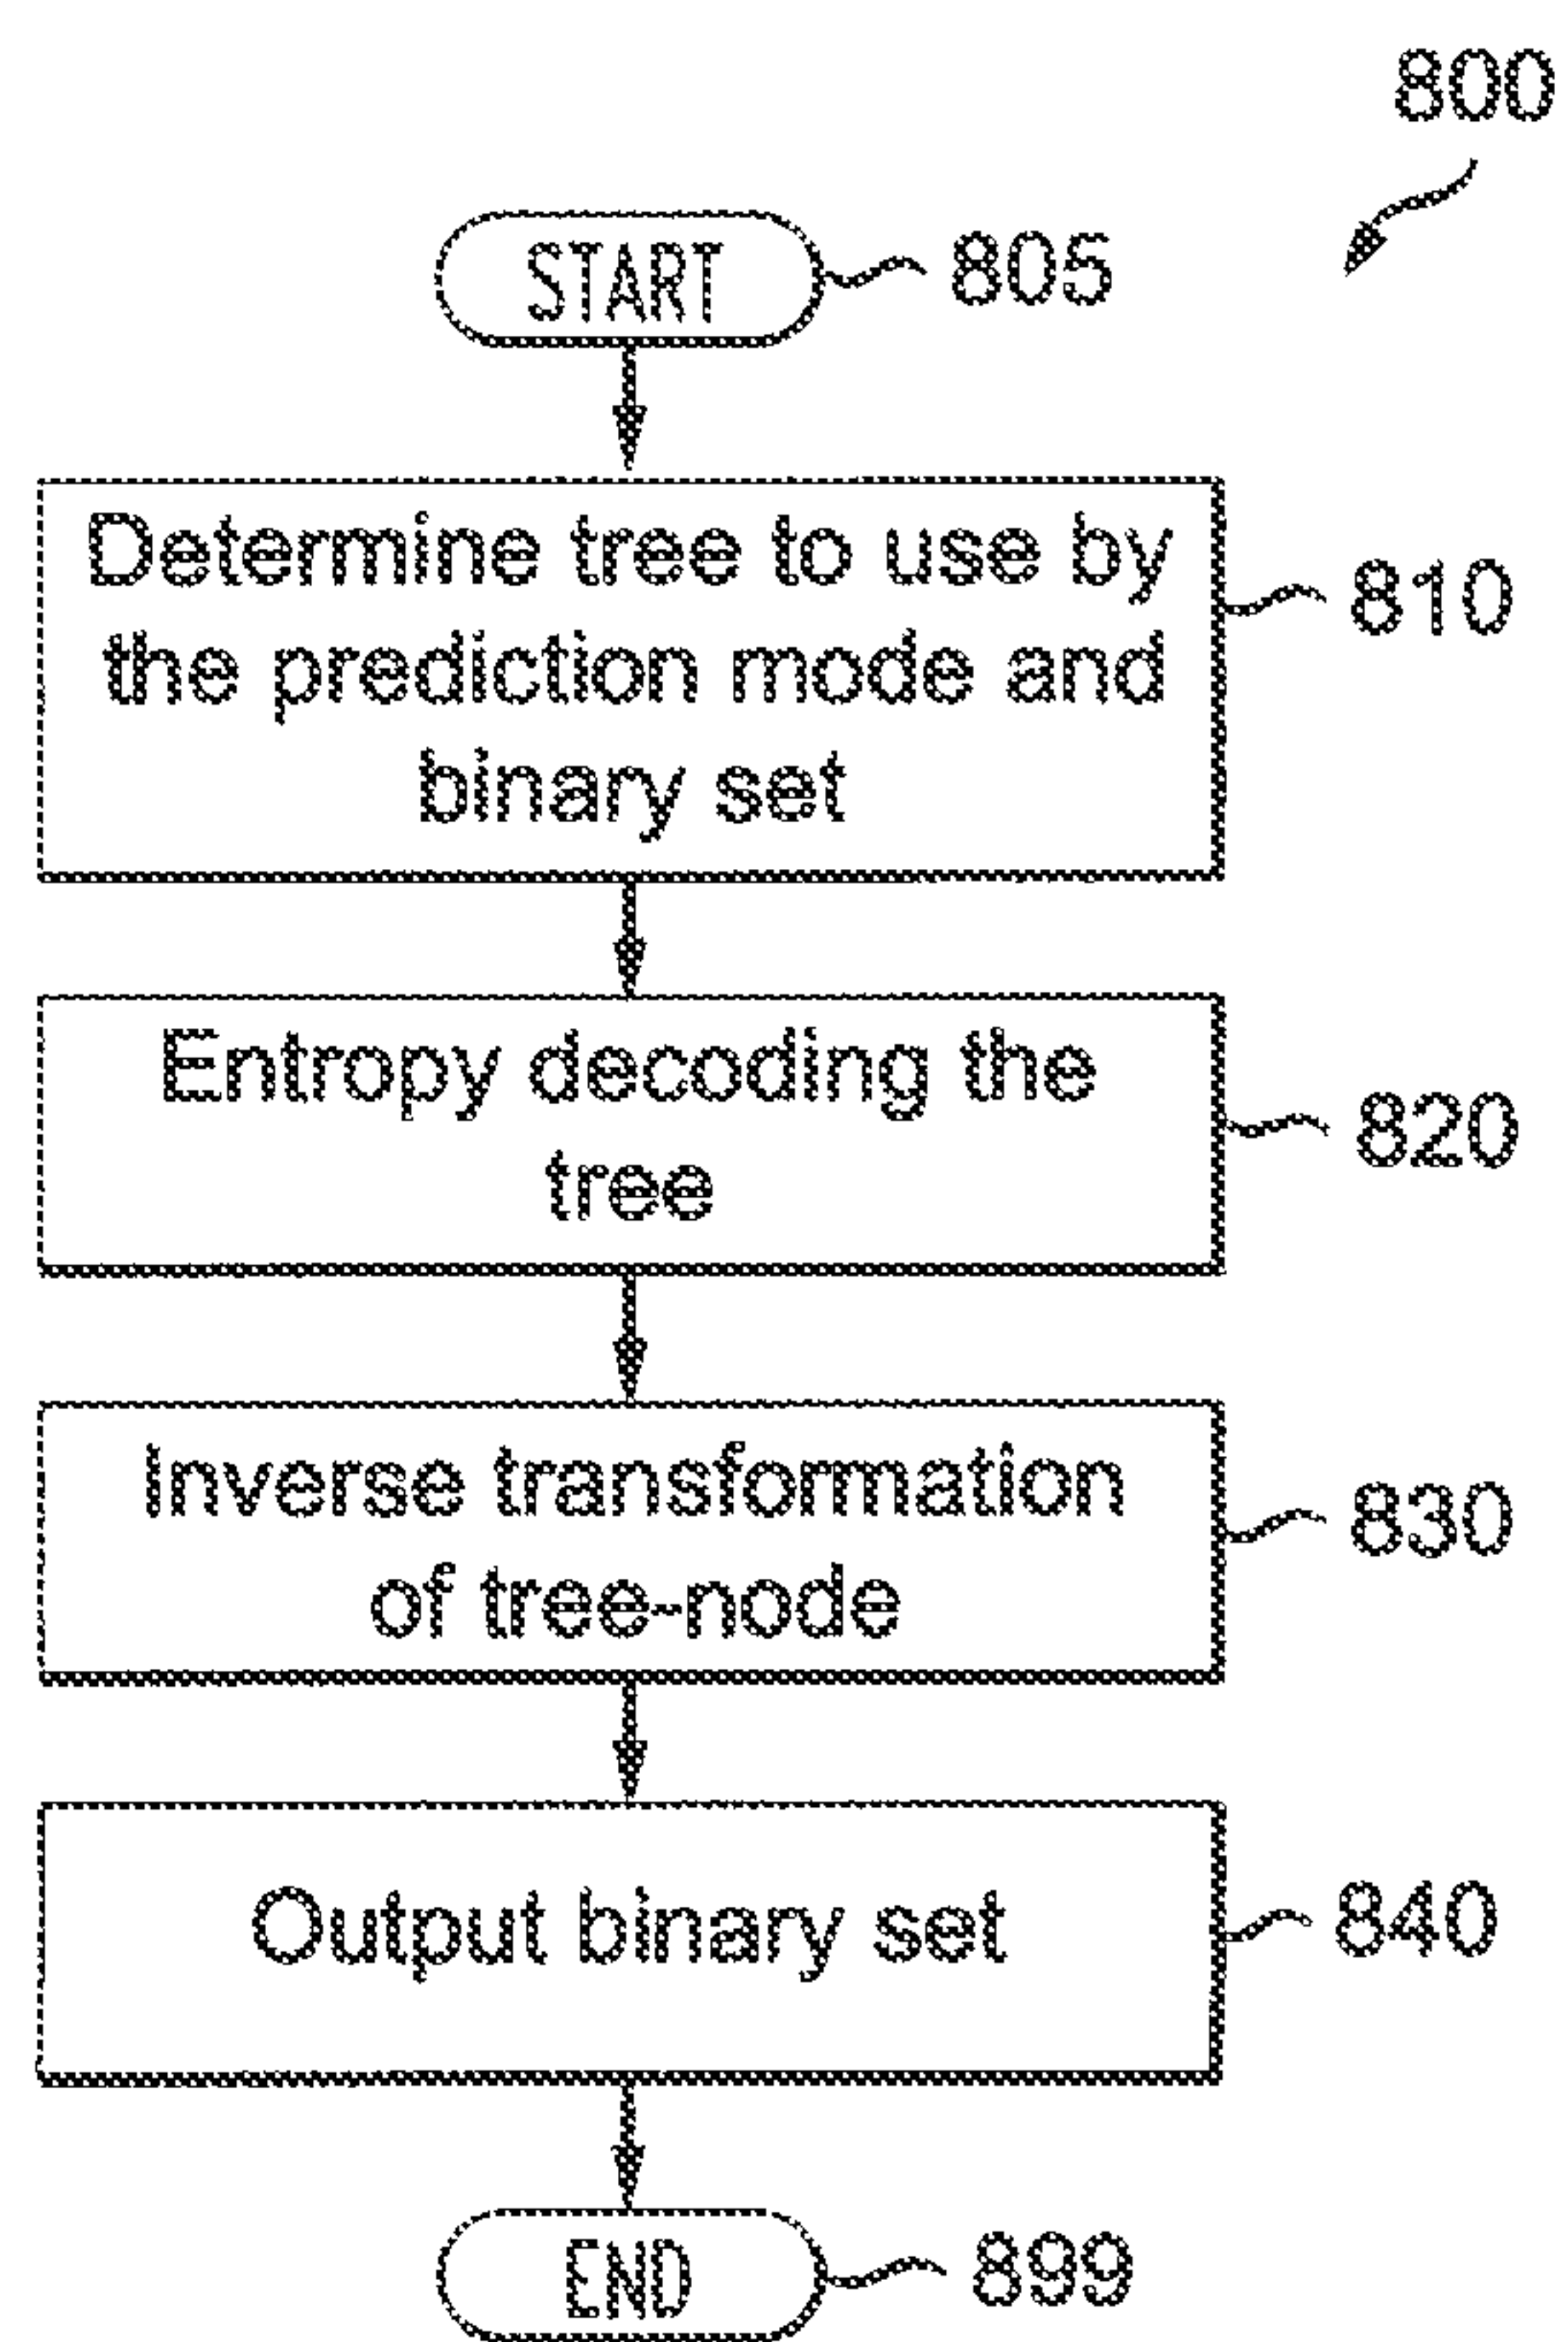 800
START 805
Determine tree to use by
the prediction mode and
binary set
810
Entropy decoding the
tree
820
Inverse transformation
of tree-node
830
Output binary set 840
END 899